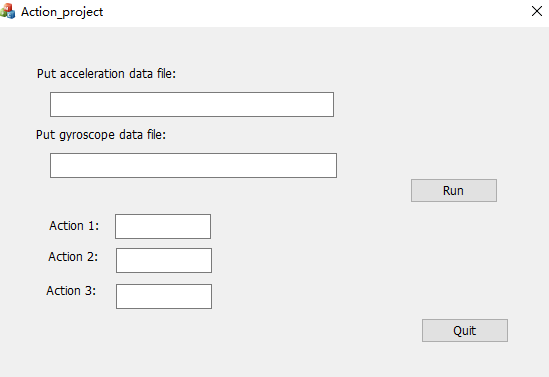 Action_project
Put acceleration data file:
Put gyroscope data file:
Run
Action 1:
Action 2:
Action 3:
Quit